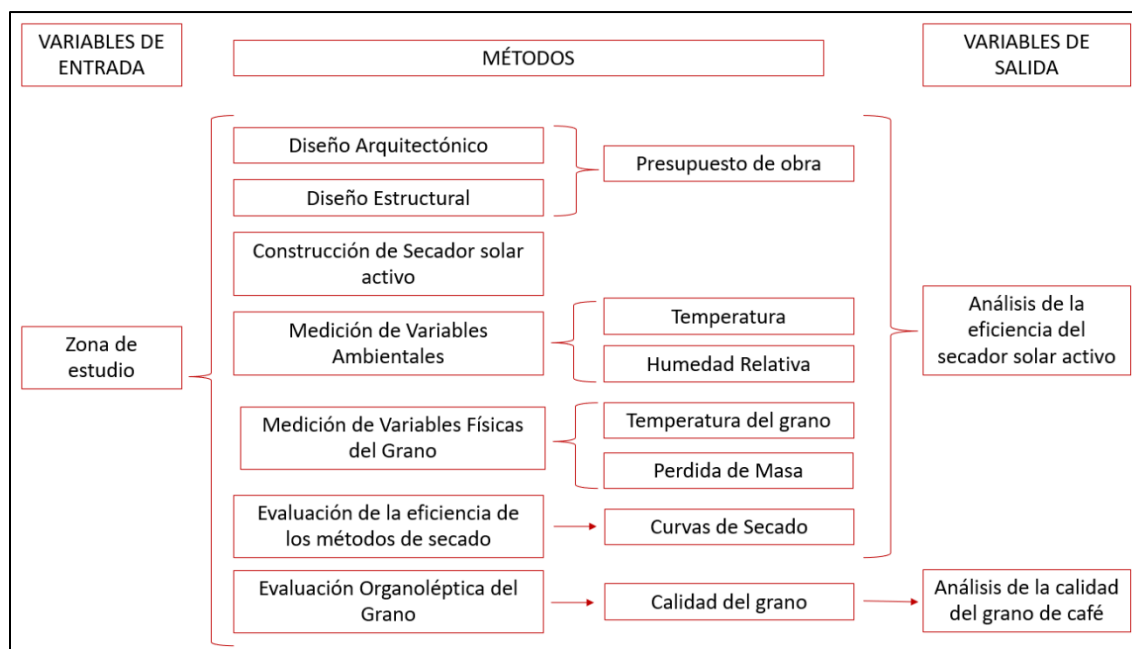 VARIABLES DE
ENTRADA
MÉTODOS
VARIABLES DE
SALIDA
Zona de
estudio
Diseño Arquitectónico
Diseño Estructural
Presupuesto de obra
Construcción de Secador solar
activo
Medición de Variables
Ambientales
Temperatura
Humedad Relativa
Medición de Variables Físicas
del Grano
Temperatura del grano
Perdida de Masa
Evaluación de la eficiencia de
los métodos de secado
Curvas de Secado
Análisis de la
eficiencia del
secador solar activo
Evaluación Organoléptica del
Grano
Calidad del grano
Análisis de la calidad
del grano de café